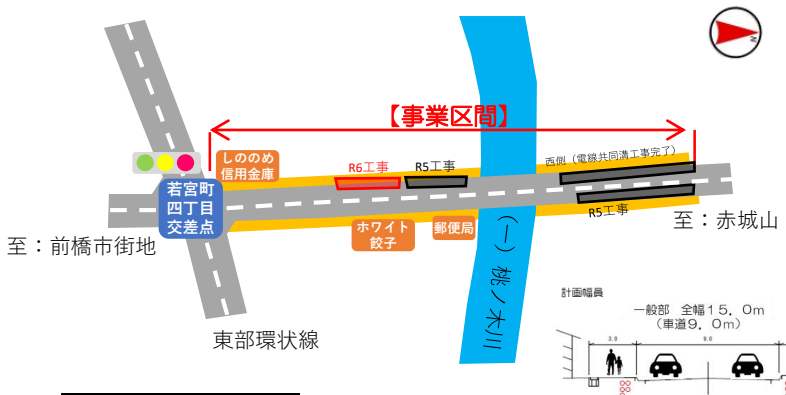 N
【事業区間】
西側（電線共同溝工事完了）
しののめ
信用金庫
R6工事
R5工事
若宮町
四丁目
交差点
R5工事
至：赤城山
ホワイト
餃子
郵便局
至：前橋市街地
(一)桃ノ木川
東部環状線
計画幅員
一般部　全幅１５．０ｍ
（車道９．０ｍ）
3.0
9.0